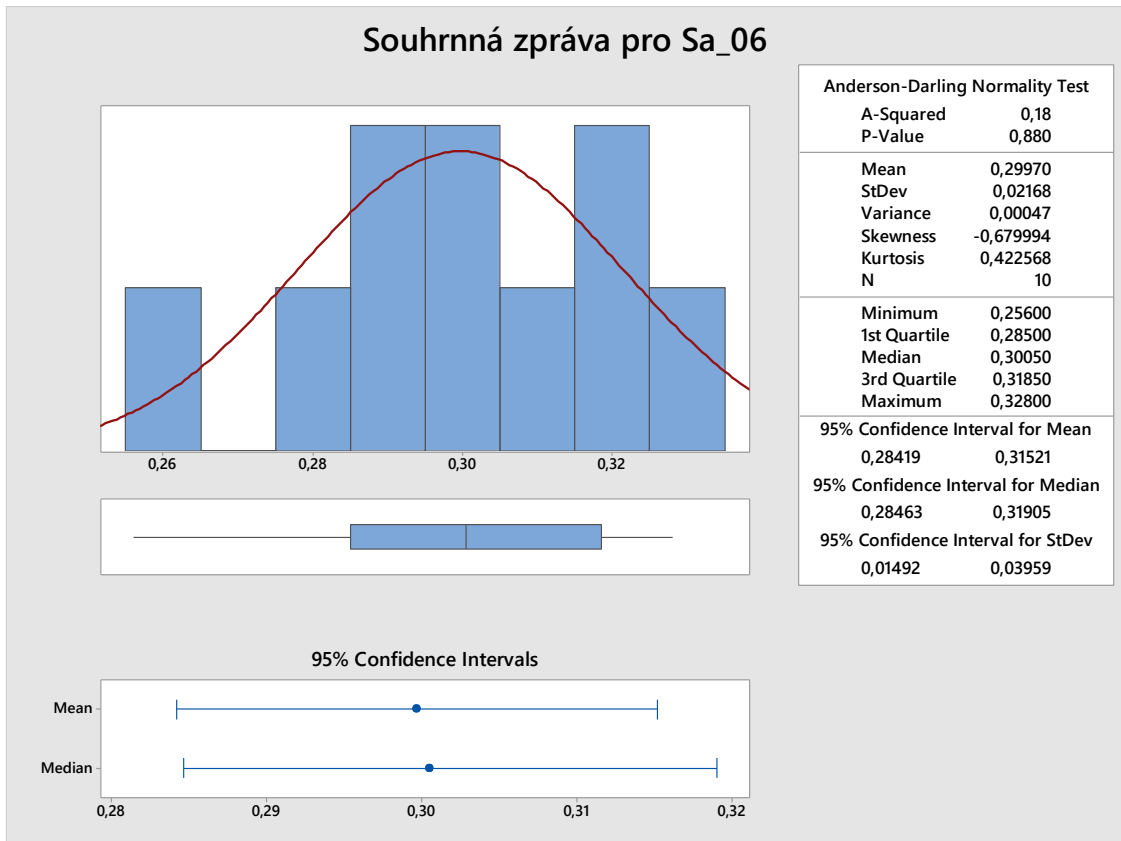 Souhrnná zpráva pro Sa_06
0,26 0,28 0,30 0,32
95% Confidence Intervals
Mean
Median
0,28 0,29 0,30 0,31 0,32
Anderson-Darling Normality Test
A-Squared 0,18
P-Value 0,880
Mean 0,29970
StDev 0,02168
Variance 0,00047
Skewness -0,679994
Kurtosis 0,422568
N 10
Minimum 0,25600
1st Quartile 0,28500
Median 0,30050
3rd Quartile 0,31850
Maximum 0,32800
95% Confidence Interval for Mean
0,28419 0,31521
95% Confidence Interval for Median
0,28463 0,31905
95% Confidence Interval for StDev
0,01492 0,03959